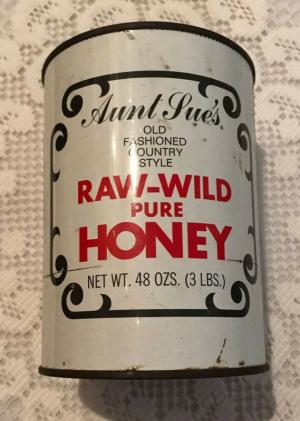 Aunt Sue's
OLD
FASHIONED
COUNTRY
STYLE
RAW-WILD
PURE
HONEY
NET WT. 48 OZS. (3 LBS.)